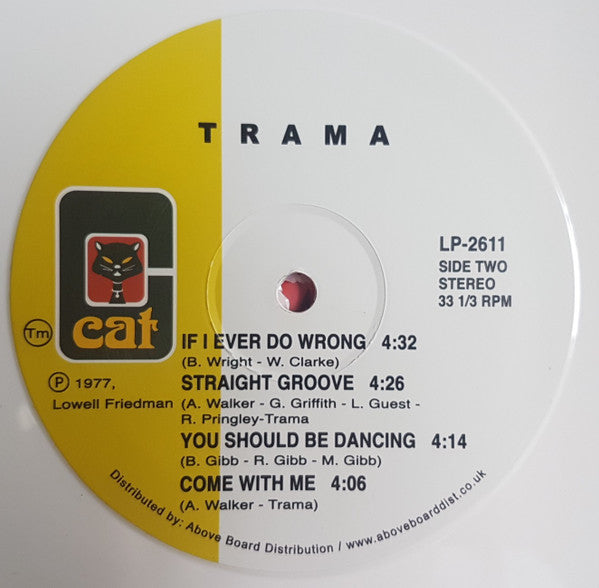 TRAMA
LP-2611
SIDE TWO
STEREO
33 1/3 RPM
cat
Tm
IF I EVER DO WRONG 4:32
(B. Wright - W. Clarke)
℗ 1977,
Lowell Friedman
STRAIGHT GROOVE 4:26
(A. Walker - G. Griffith - L. Guest -
R. Pringley-Trama
YOU SHOULD BE DANCING 4:14
(B. Gibb - R. Gibb - M. Gibb)
COME WITH ME 4:06
(A. Walker - Trama)
Distributed by: Above Board Distribution / www.aboveboarddist.co.uk